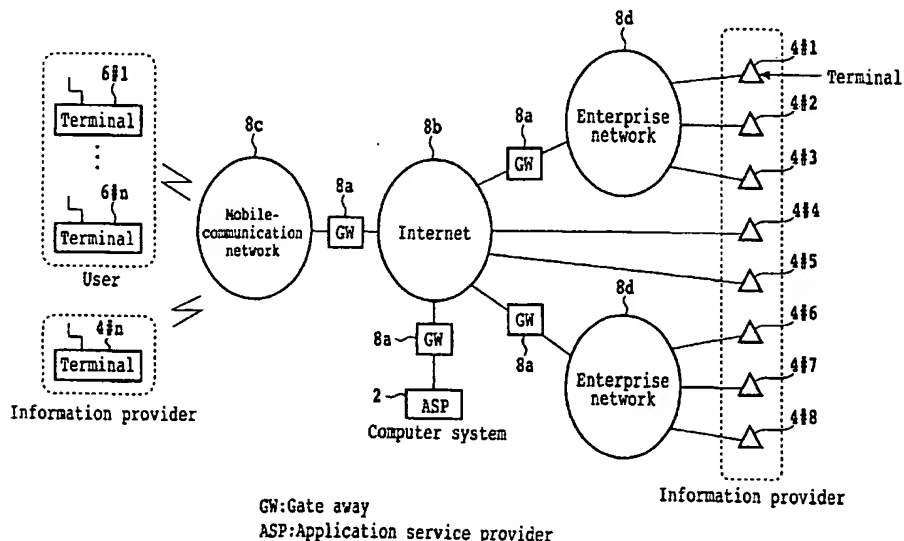 6#1
Terminal
6#n
Terminal
User
4#n
Terminal
Information provider
8c
Mobile-
communication
network
8a
GW
8b
Internet
8a
GW
8a
GW
2
ASP
Computer system
8d
Enterprise
network
GW
8a
8d
Enterprise
network
4#1
Terminal
4#2
4#3
4#4
4#5
4#6
4#7
4#8
Information provider
GW:Gate away
ASP:Application service provider